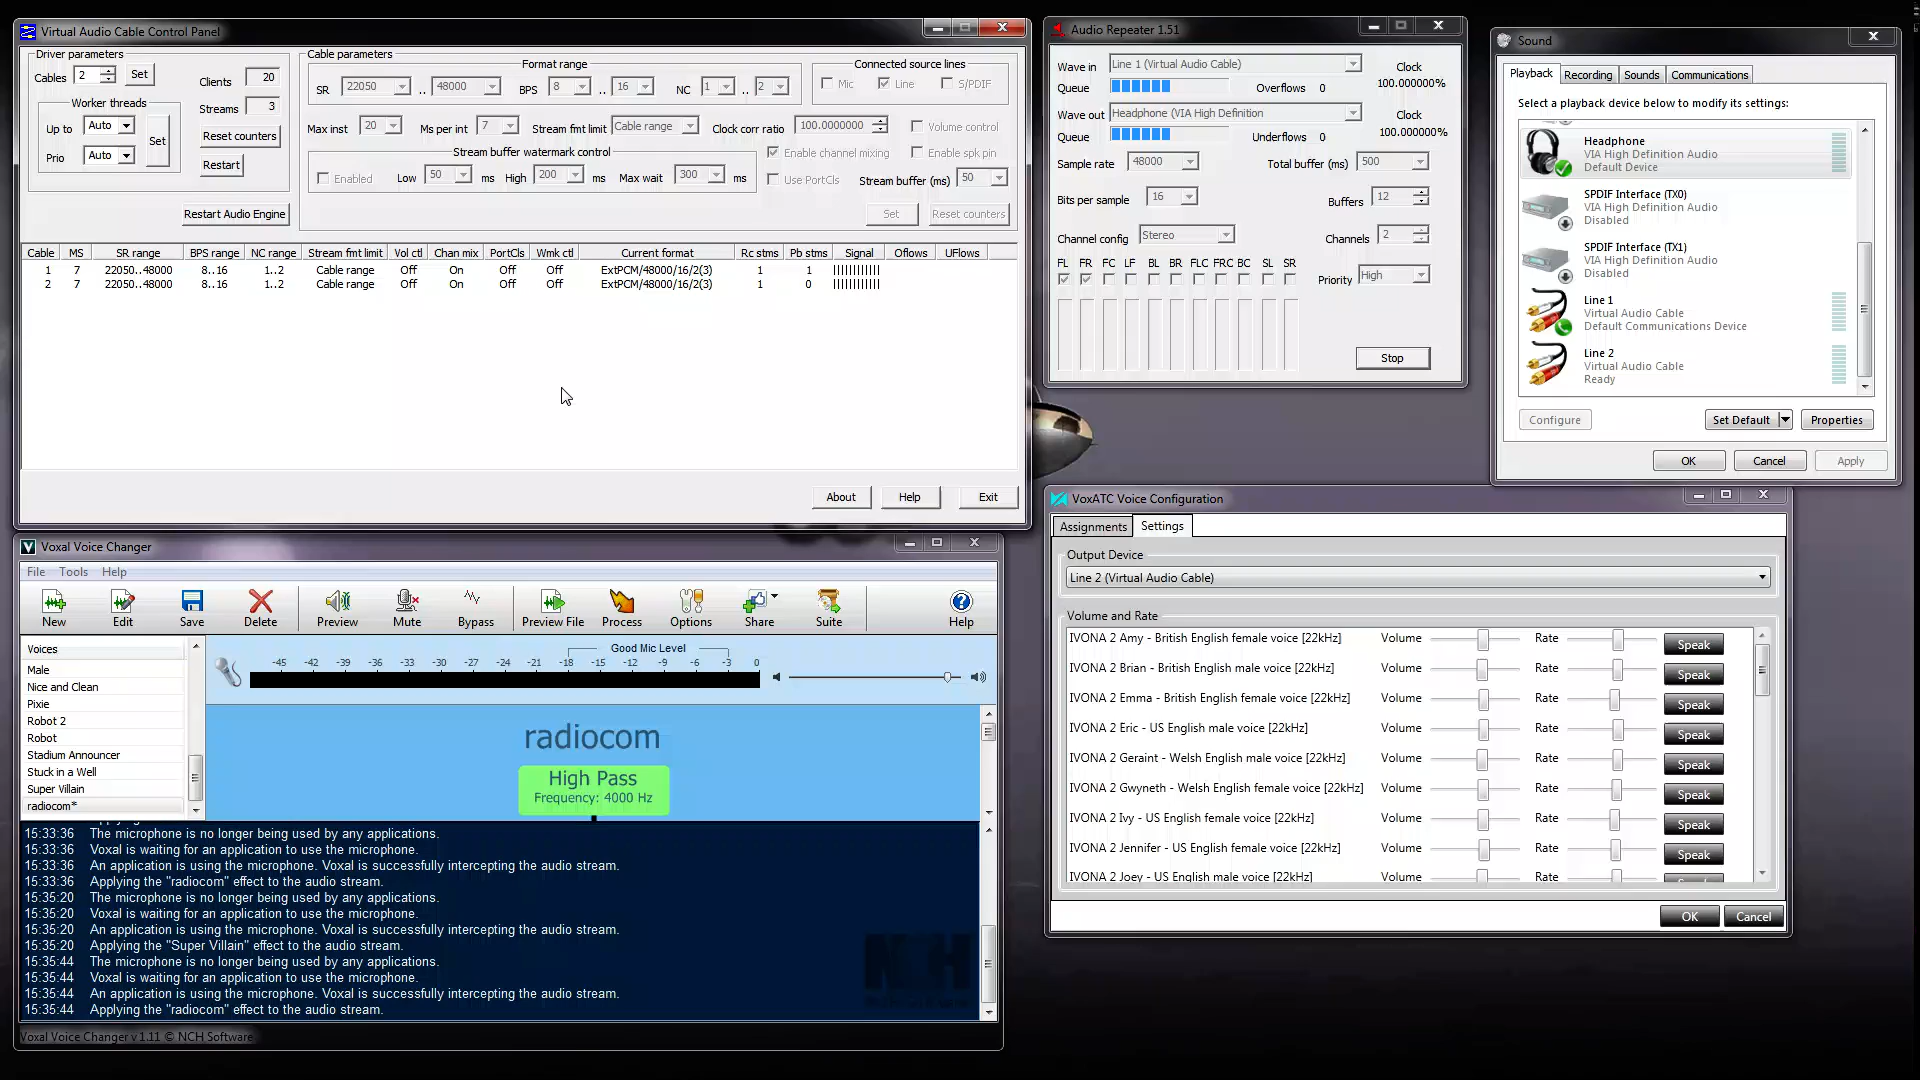 Virtual Audio Cable Control Panel
Driver parameters
Cables 2 Set
Clients 20
Streams 3
Worker threads
Up to Auto
Prio Auto
Set
Reset counters
Restart
Restart Audio Engine
Cable parameters
Format range
SR 22050 .. 48000 BPS 8 .. 16 NC 1 .. 2
Connected source lines
Mic Line S/PDIF
Max inst 20 Ms per int 7 Stream fmt limit Cable range Clock corr ratio 100.0000000 Volume control
Stream buffer watermark control
Enable channel mixing Enable spk pin
Enabled Low 50 ms High 200 ms Max wait 300 ms
Use PortCls Stream buffer (ms) 50
Set Reset counters
Cable MS SR range BPS range NC range Stream fmt limit Vol ctl Chan mix PortCls Wmk ctl Current format Rc stms Pb stms Signal Oflows UFlows
1 7 22050..48000 8..16 1..2 Cable range Off On Off Off ExtPCM/48000/16/2(3) 1 1 ||||||||||||
2 7 22050..48000 8..16 1..2 Cable range Off On Off Off ExtPCM/48000/16/2(3) 1 0 ||||||||||||
About Help Exit
Audio Repeater 1.51
Wave in Line 1 (Virtual Audio Cable) Clock
Queue Overflows 0 100.000000%
Wave out Headphone (VIA High Definition Clock
Queue Underflows 0 100.000000%
Sample rate 48000 Total buffer (ms) 500
Bits per sample 16 Buffers 12
Channel config Stereo Channels 2
FL FR FC LF BL BR FLC FRC BC SL SR
Priority High
Stop
Sound
Playback Recording Sounds Communications
Select a playback device below to modify its settings:
Headphone
VIA High Definition Audio
Default Device
SPDIF Interface (TX0)
VIA High Definition Audio
Disabled
SPDIF Interface (TX1)
VIA High Definition Audio
Disabled
Line 1
Virtual Audio Cable
Default Communications Device
Line 2
Virtual Audio Cable
Ready
Configure Set Default Properties
OK Cancel Apply
Voxal Voice Changer
File Tools Help
New Edit Save Delete Preview Mute Bypass Preview File Process Options Share Suite Help
Voices
Male
Nice and Clean
Pixie
Robot 2
Robot
Stadium Announcer
Stuck in a Well
Super Villain
radiocom*
Good Mic Level
-45 -42 -39 -36 -33 -30 -27 -24 -21 -18 -15 -12 -9 -6 -3 0
radiocom
High Pass
Frequency: 4000 Hz
15:33:36 The microphone is no longer being used by any applications.
15:33:36 Voxal is waiting for an application to use the microphone.
15:33:36 An application is using the microphone. Voxal is successfully intercepting the audio stream.
15:33:36 Applying the "radiocom" effect to the audio stream.
15:35:20 The microphone is no longer being used by any applications.
15:35:20 Voxal is waiting for an application to use the microphone.
15:35:20 An application is using the microphone. Voxal is successfully intercepting the audio stream.
15:35:20 Applying the "Super Villain" effect to the audio stream.
15:35:44 The microphone is no longer being used by any applications.
15:35:44 Voxal is waiting for an application to use the microphone.
15:35:44 An application is using the microphone. Voxal is successfully intercepting the audio stream.
15:35:44 Applying the "radiocom" effect to the audio stream.
NCH
Voxal Voice Changer v 1.11 © NCH Software
VoxATC Voice Configuration
Assignments Settings
Output Device
Line 2 (Virtual Audio Cable)
Volume and Rate
IVONA 2 Amy - British English female voice [22kHz] Volume Rate Speak
IVONA 2 Brian - British English male voice [22kHz] Volume Rate Speak
IVONA 2 Emma - British English female voice [22kHz] Volume Rate Speak
IVONA 2 Eric - US English male voice [22kHz] Volume Rate Speak
IVONA 2 Geraint - Welsh English male voice [22kHz] Volume Rate Speak
IVONA 2 Gwyneth - Welsh English female voice [22kHz] Volume Rate Speak
IVONA 2 Ivy - US English female voice [22kHz] Volume Rate Speak
IVONA 2 Jennifer - US English female voice [22kHz] Volume Rate Speak
IVONA 2 Joey - US English male voice [22kHz] Volume Rate
OK Cancel